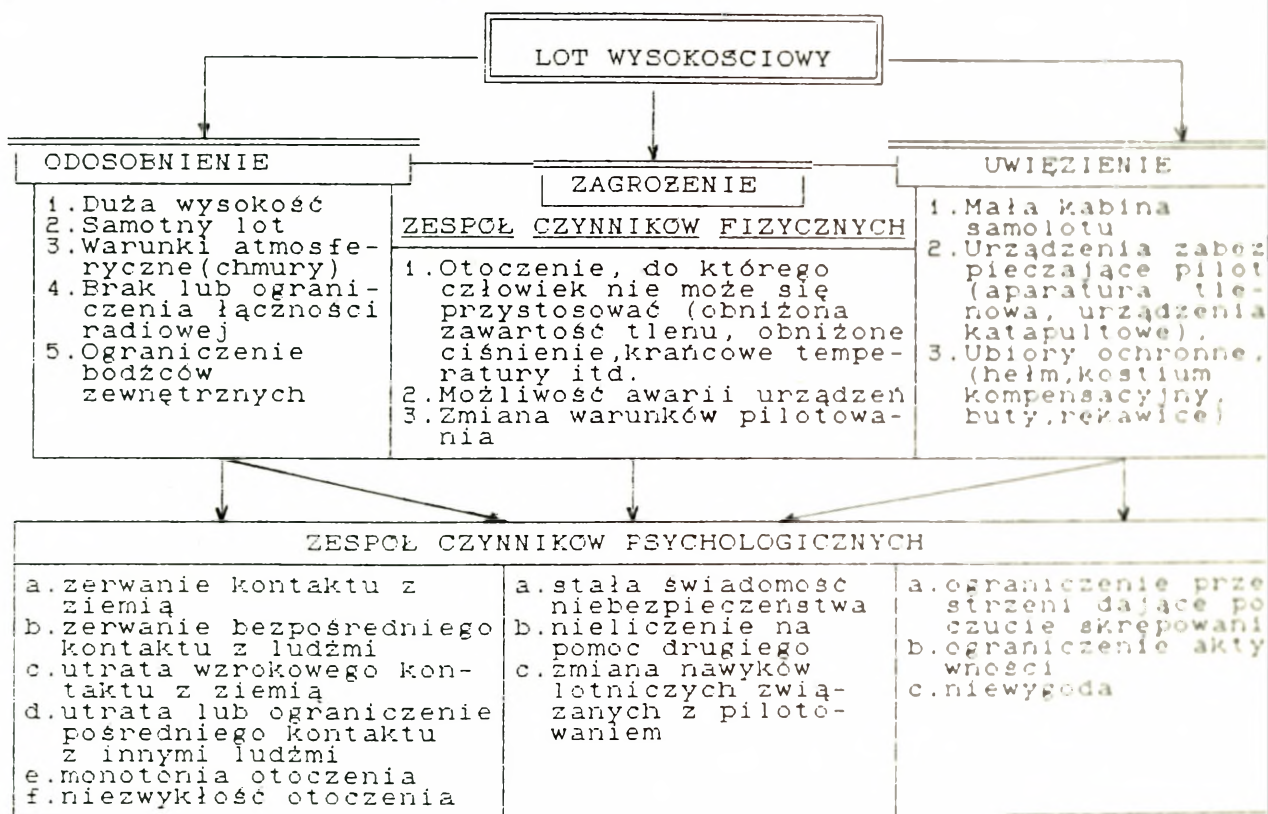 LOT WYSOKOŚCIOWY
ODOSOBNIENIE
1.Duża wysokość
2.Samotny lot
3.Warunki atmosfe-
ryczne(chmury)
4.Brak lub ograni-
czenia łączności
radiowej
5.Ograniczenie
bodźców
zewnętrznych
ZAGROŻENIE
ZESPÓŁ CZYNNIKÓW FIZYCZNYCH
1.Otoczenie, do którego
człowiek nie może się
przystosować (obniżona
zawartość tlenu, obniżone
ciśnienie,krańcowe tempe-
ratury itd.
2.Możliwość awarii urządzeń
3.Zmiana warunków pilotowa-
nia
UWIĘZIENIE
1.Mała kabina
samolotu
2.Urządzenia zabez
pieczające pilot
(aparatura tle-
nowa, urządzenia
katapultowe),
3.Ubiory ochronne,
(hełm,kostium
kompensacyjny,
buty,rękawice)
ZESPÓŁ CZYNNIKÓW PSYCHOLOGICZNYCH
a.zerwanie kontaktu z
ziemią
b.zerwanie bezpośredniego
kontaktu z ludźmi
c.utrata wzrokowego kon-
taktu z ziemią
d.utrata lub ograniczenie
pośredniego kontaktu
z innymi ludźmi
e.monotonia otoczenia
f.niezwykłość otoczenia
a.stała świadomość
niebezpieczeństwa
b.nieliczenie na
pomoc drugiego
c.zmiana nawyków
lotniczych zwią-
zanych z piloto-
waniem
a.ograniczenie prze
strzeni dające po
czucie skrępowani
b.ograniczenie akty
wności
c.niewygoda